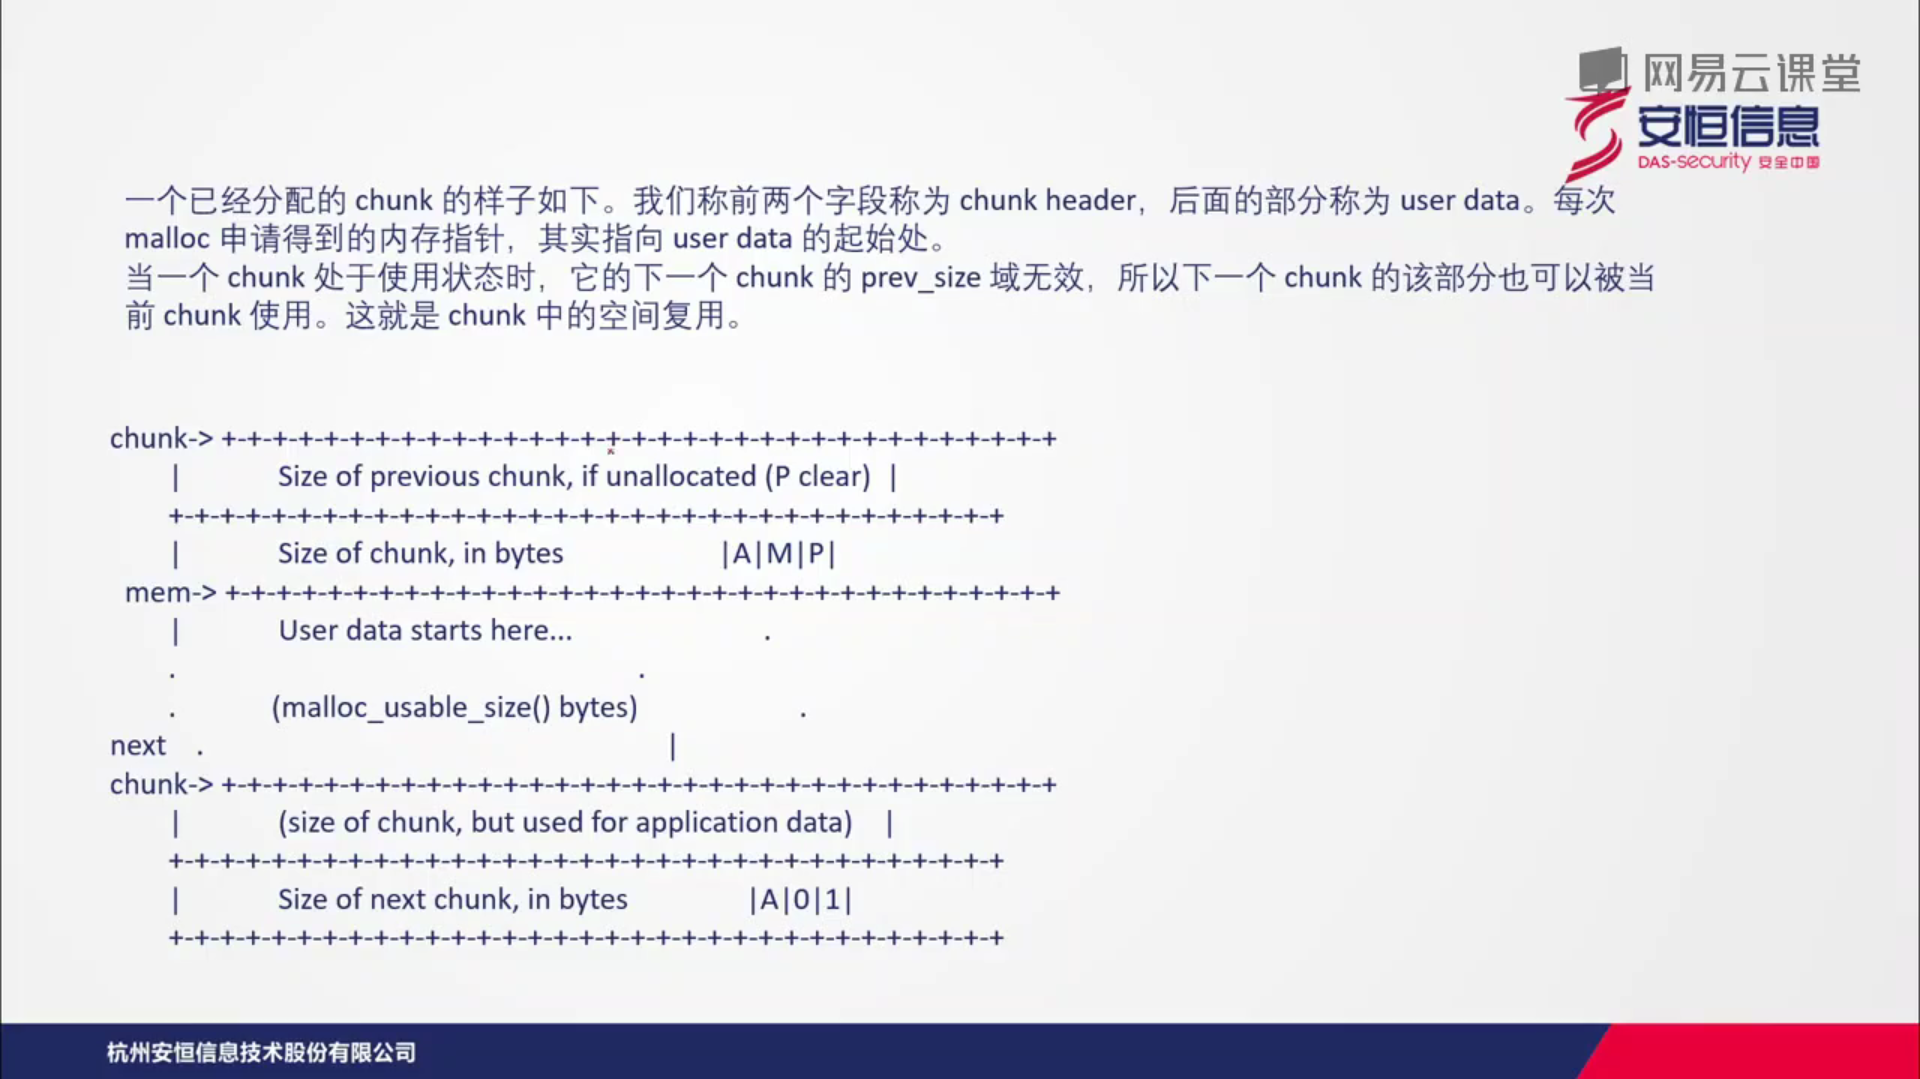 网易云课堂
安恒信息
DAS-security 安全中国
一个已经分配的 chunk 的样子如下。我们称前两个字段称为 chunk header，后面的部分称为 user data。每次
malloc 申请得到的内存指针，其实指向 user data 的起始处。
当一个 chunk 处于使用状态时，它的下一个 chunk 的 prev_size 域无效，所以下一个 chunk 的该部分也可以被当
前 chunk 使用。这就是 chunk 中的空间复用。
chunk-> +-+-+-+-+-+-+-+-+-+-+-+-+-+-+-+-+-+-+-+-+-+-+-+-+-+-+-+-+-+-+-+-+
| Size of previous chunk, if unallocated (P clear) |
+-+-+-+-+-+-+-+-+-+-+-+-+-+-+-+-+-+-+-+-+-+-+-+-+-+-+-+-+-+-+-+-+
| Size of chunk, in bytes |A|M|P|
mem-> +-+-+-+-+-+-+-+-+-+-+-+-+-+-+-+-+-+-+-+-+-+-+-+-+-+-+-+-+-+-+-+-+
| User data starts here... .
. .
. (malloc_usable_size() bytes) .
next . |
chunk-> +-+-+-+-+-+-+-+-+-+-+-+-+-+-+-+-+-+-+-+-+-+-+-+-+-+-+-+-+-+-+-+-+
| (size of chunk, but used for application data) |
+-+-+-+-+-+-+-+-+-+-+-+-+-+-+-+-+-+-+-+-+-+-+-+-+-+-+-+-+-+-+-+-+
| Size of next chunk, in bytes |A|0|1|
+-+-+-+-+-+-+-+-+-+-+-+-+-+-+-+-+-+-+-+-+-+-+-+-+-+-+-+-+-+-+-+-+
杭州安恒信息技术股份有限公司